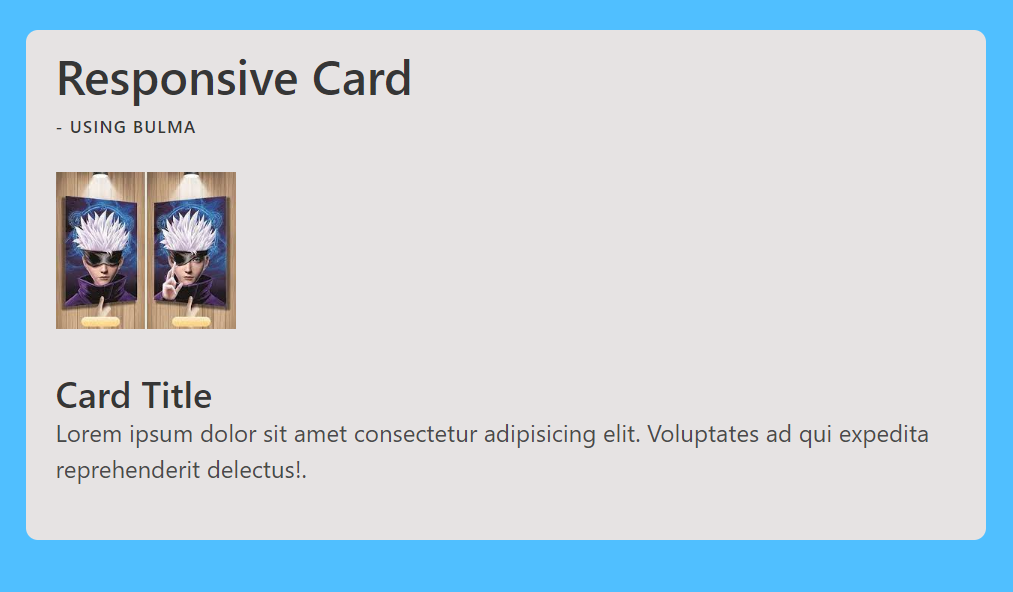 Responsive Card
- USING BULMA
Card Title
Lorem ipsum dolor sit amet consectetur adipisicing elit. Voluptates ad qui expedita
reprehenderit delectus!.